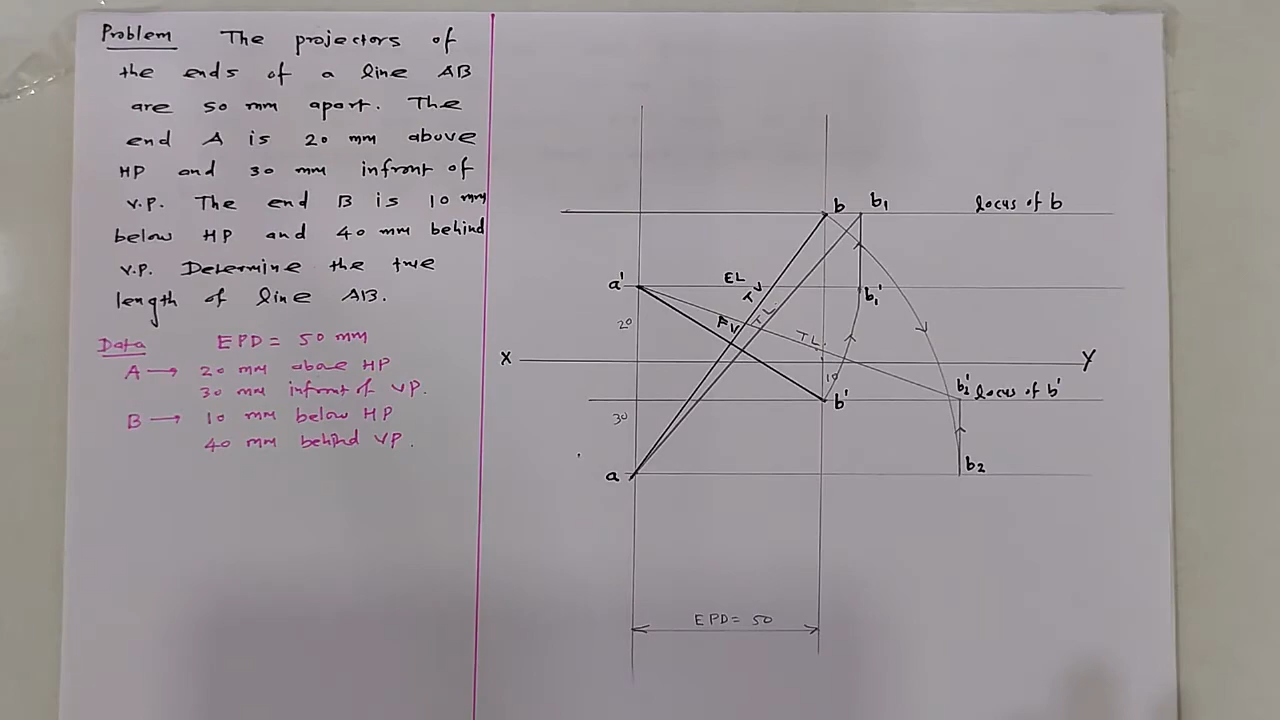 Problem The projectors of
the ends of a line AB
are 50 mm apart. The
end A is 20 mm above
HP and 30 mm infront of
V.P. The end B is 10 mm
below HP and 40 mm behind
V.P. Determine the true
length of line AB.
Data EPD = 50 mm
A → 20 mm above HP
30 mm infront of VP.
B → 10 mm below HP
40 mm behind VP.
b b1 locus of b
a' EL
TV b1'
20 FV TL
TL
X Y
10
b' b2' locus of b'
30
a b2
EPD = 50